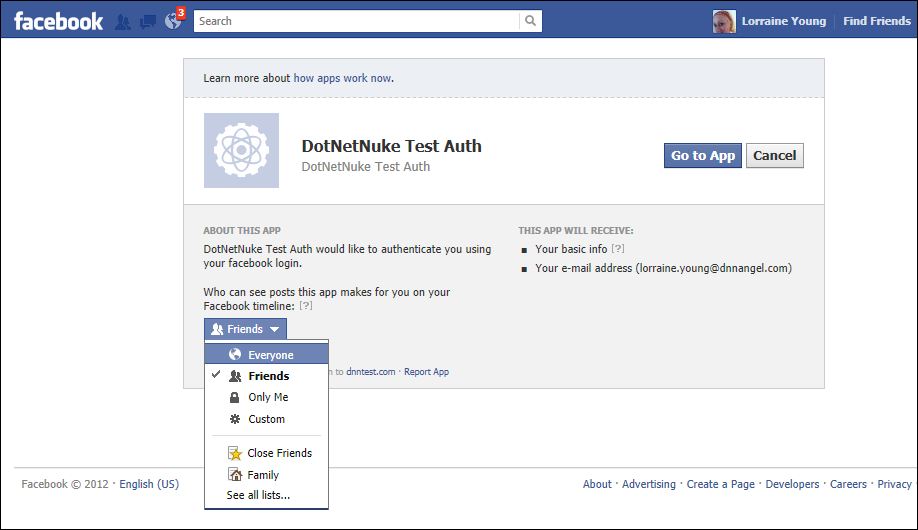 facebook
3
Search
Lorraine Young
Find Friends
Learn more about how apps work now.
DotNetNuke Test Auth
DotNetNuke Test Auth
Go to App
Cancel
ABOUT THIS APP
DotNetNuke Test Auth would like to authenticate you using
your facebook login.
Who can see posts this app makes for you on your
Facebook timeline: [?]
Friends
Everyone
Friends
Only Me
Custom
Close Friends
Family
See all lists...
THIS APP WILL RECEIVE:
Your basic info [?]
Your e-mail address (lorraine.young@dnnangel.com)
to dnntest.com · Report App
Facebook © 2012 · English (US)
About · Advertising · Create a Page · Developers · Careers · Privacy ·